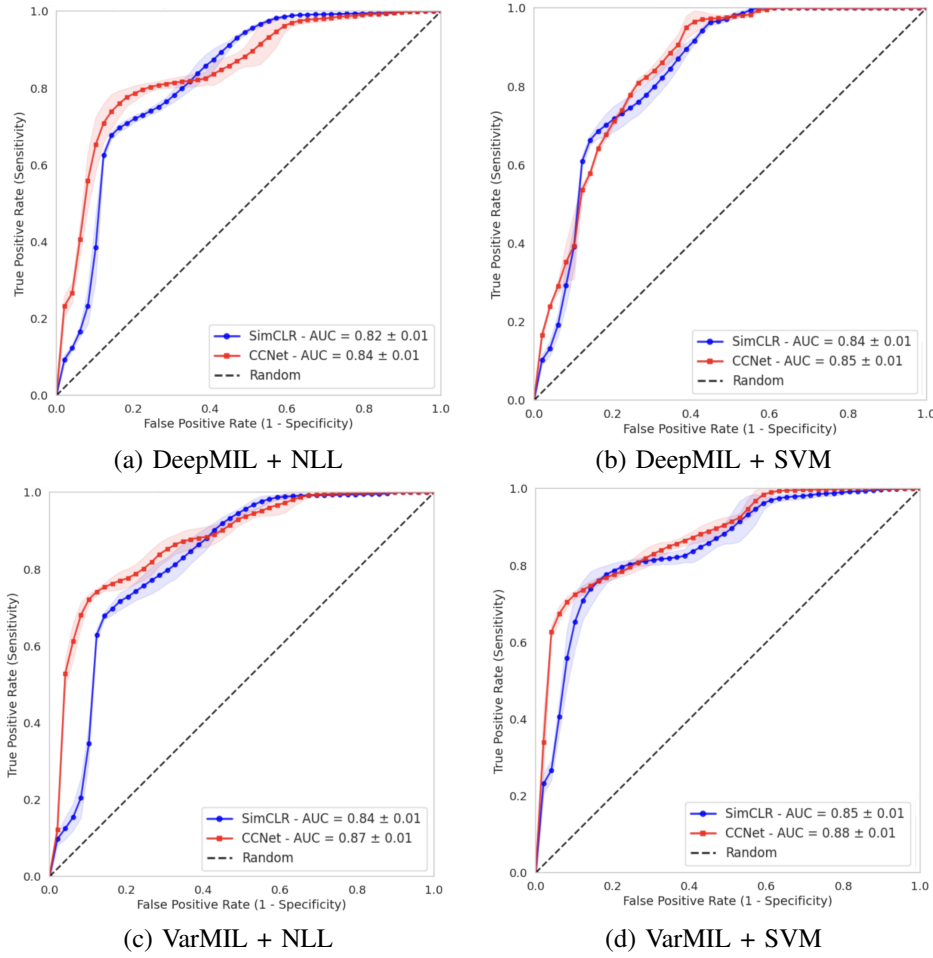 1.0
0.8
0.6
0.4
0.2
0.0
True Positive Rate (Sensitivity)
SimCLR - AUC = 0.82 ± 0.01
CCNet - AUC = 0.84 ± 0.01
Random
0.0 0.2 0.4 0.6 0.8 1.0
False Positive Rate (1 - Specificity)
(a) DeepMIL + NLL
1.0
0.8
0.6
0.4
0.2
0.0
True Positive Rate (Sensitivity)
SimCLR - AUC = 0.84 ± 0.01
CCNet - AUC = 0.85 ± 0.01
Random
0.0 0.2 0.4 0.6 0.8 1.0
False Positive Rate (1 - Specificity)
(b) DeepMIL + SVM
1.0
0.8
0.6
0.4
0.2
0.0
True Positive Rate (Sensitivity)
SimCLR - AUC = 0.84 ± 0.01
CCNet - AUC = 0.87 ± 0.01
Random
0.0 0.2 0.4 0.6 0.8 1.0
False Positive Rate (1 - Specificity)
(c) VarMIL + NLL
1.0
0.8
0.6
0.4
0.2
0.0
True Positive Rate (Sensitivity)
SimCLR - AUC = 0.85 ± 0.01
CCNet - AUC = 0.88 ± 0.01
Random
0.0 0.2 0.4 0.6 0.8 1.0
False Positive Rate (1 - Specificity)
(d) VarMIL + SVM